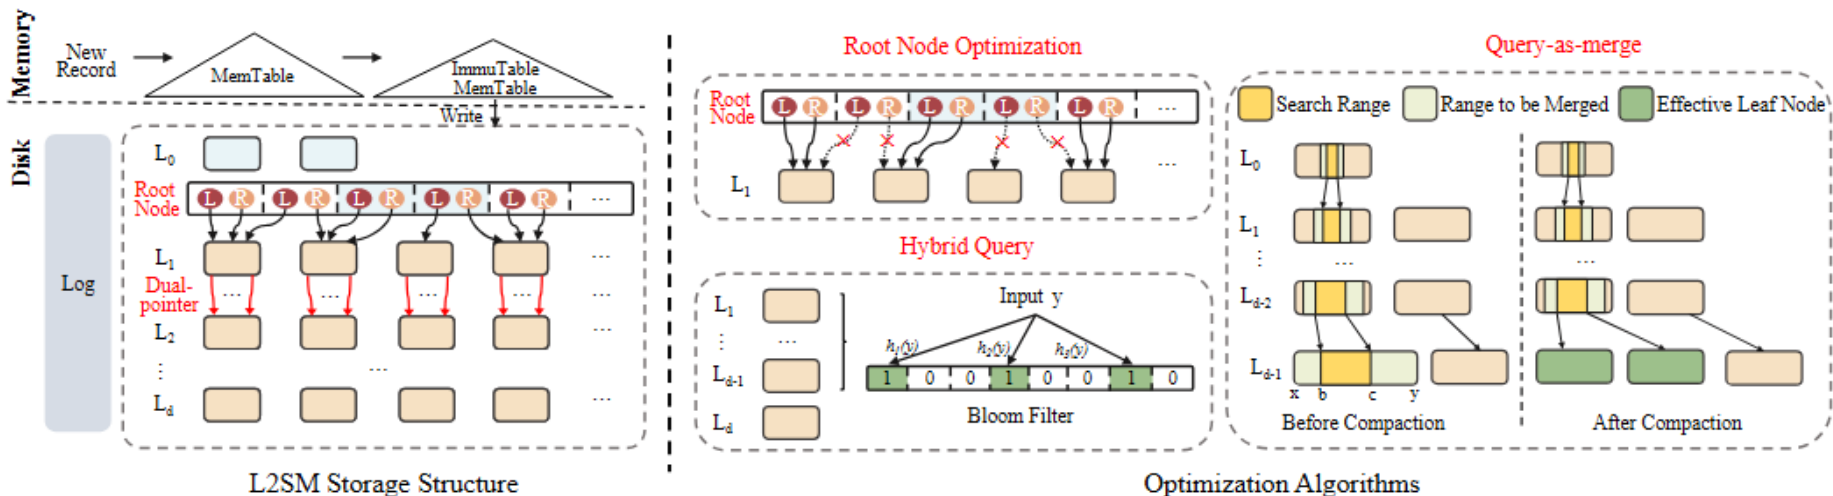 Memory
New
Record
MemTable
ImmuTable
MemTable
Write
Disk
Log
L0
Root
Node
L R L R L R L R L R ...
L1
...
Dual-
pointer
... ... ... ... ...
L2
...
⋮
...
Ld
...
L2SM Storage Structure
Root Node Optimization
Root
Node
L R L R L R L R L R ...
...
L1
Hybrid Query
L1
⋮ ...
Ld-1
Ld
Input y
h1(y) h2(y) h3(y)
1 0 0 1 0 0 1 0
Bloom Filter
Query-as-merge
Search Range Range to be Merged Effective Leaf Node
L0
L1
⋮ ... ...
Ld-2
Ld-1
x b c y
Before Compaction After Compaction
Optimization Algorithms